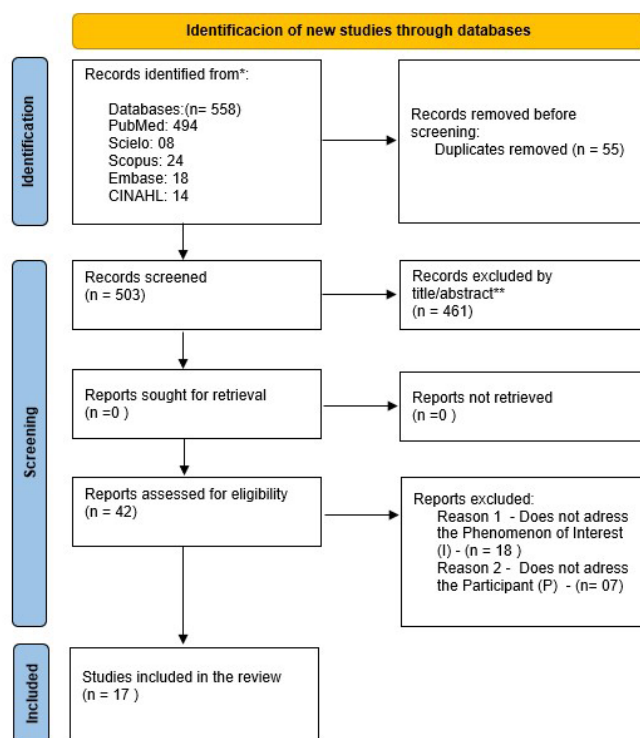 Identificacion of new studies through databases
Identification
Records identified from*:
Databases:(n= 558)
PubMed: 494
Scielo: 08
Scopus: 24
Embase: 18
CINAHL: 14
Records removed before
screening:
Duplicates removed (n = 55)
Screening
Records screened
(n = 503)
Records excluded by
title/abstract**
(n = 461)
Reports sought for retrieval
(n =0 )
Reports not retrieved
(n =0 )
Reports assessed for eligibility
(n = 42)
Reports excluded:
Reason 1 - Does not adress
the Phenomenon of Interest
(I) - (n = 18 )
Reason 2 - Does not adress
the Participant (P) - (n= 07)
Included
Studies included in the review
(n = 17 )